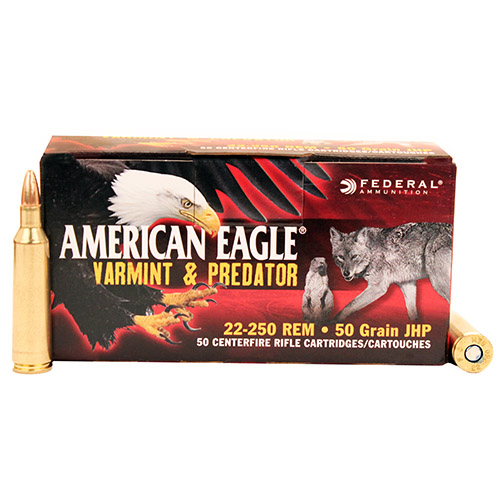 FEDERAL®
AMMUNITION
AMERICAN EAGLE®
VARMINT & PREDATOR
22-250 REM • 50 Grain JHP
50 CENTERFIRE RIFLE CARTRIDGES/CARTOUCHES